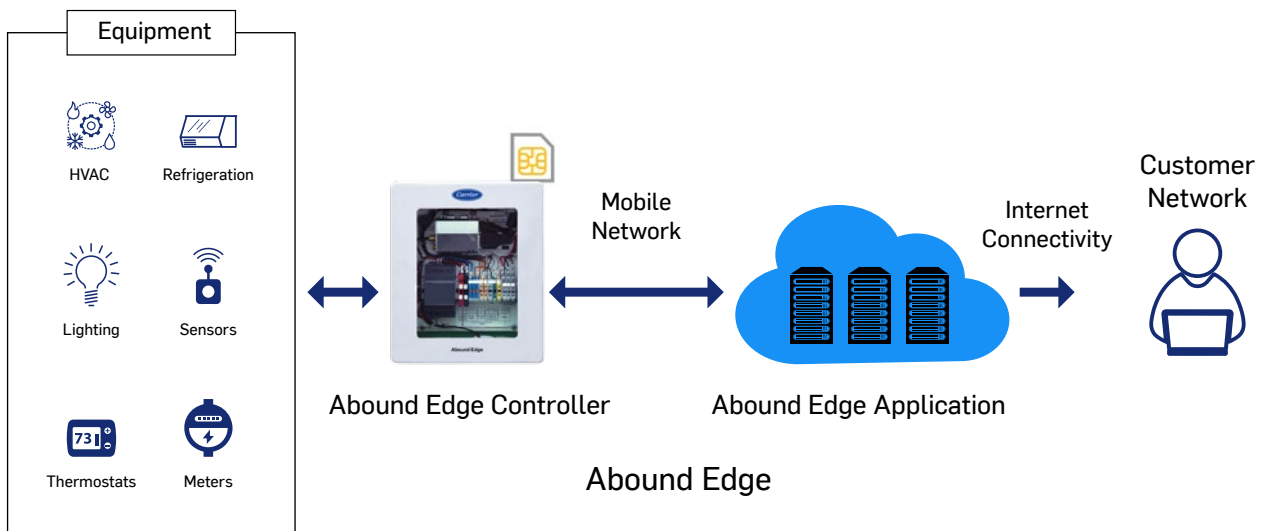 Equipment
HVAC
Refrigeration
Lighting
Sensors
73
Thermostats
Meters
Carrier
Abound Edge
Abound Edge Controller
Mobile
Network
Abound Edge Application
Internet
Connectivity
Customer
Network
Abound Edge